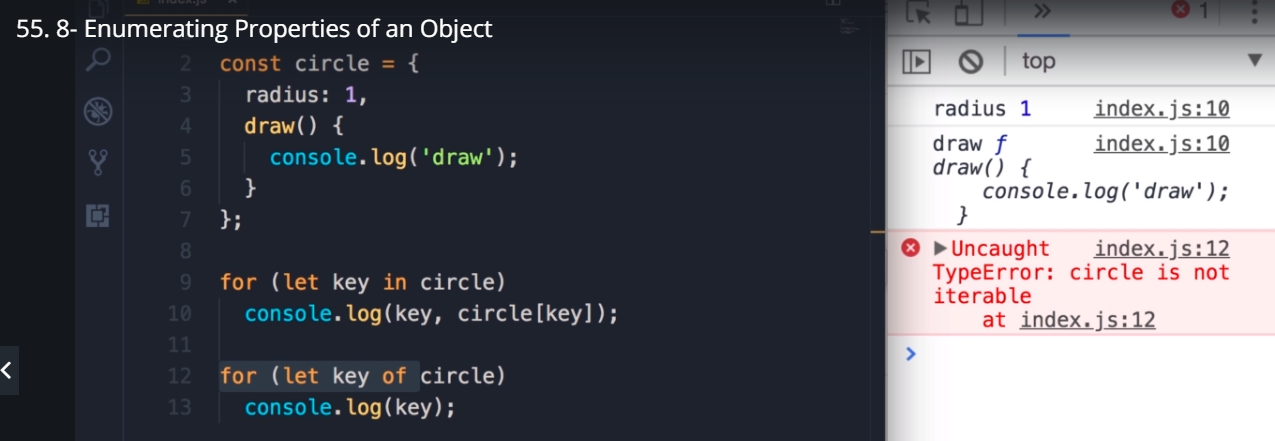 index.js
55. 8- Enumerating Properties of an Object
2 const circle = {
3 radius: 1,
4 draw() {
5 console.log('draw');
6 }
7 };
8
9 for (let key in circle)
10 console.log(key, circle[key]);
11
12 for (let key of circle)
13 console.log(key);
1
top
radius 1 index.js:10
draw ƒ index.js:10
draw() {
console.log('draw');
}
Uncaught index.js:12
TypeError: circle is not
iterable
at index.js:12